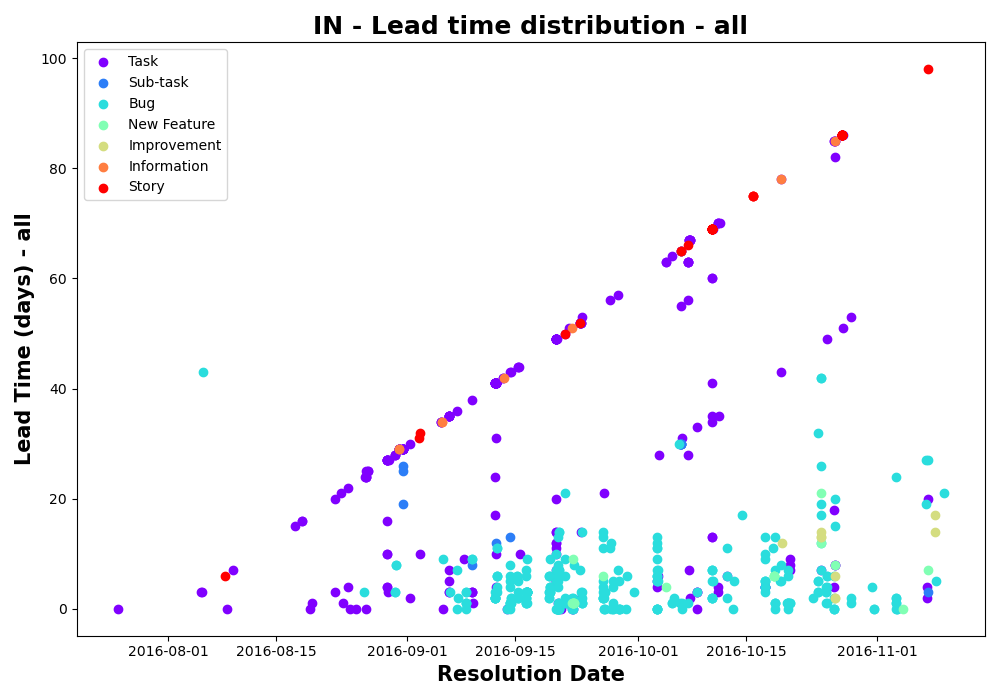 IN - Lead time distribution - all
Task
Sub-task
Bug
New Feature
Improvement
Information
Story
Lead Time (days) - all
100
80
60
40
20
0
2016-08-01 2016-08-15 2016-09-01 2016-09-15 2016-10-01 2016-10-15 2016-11-01
Resolution Date